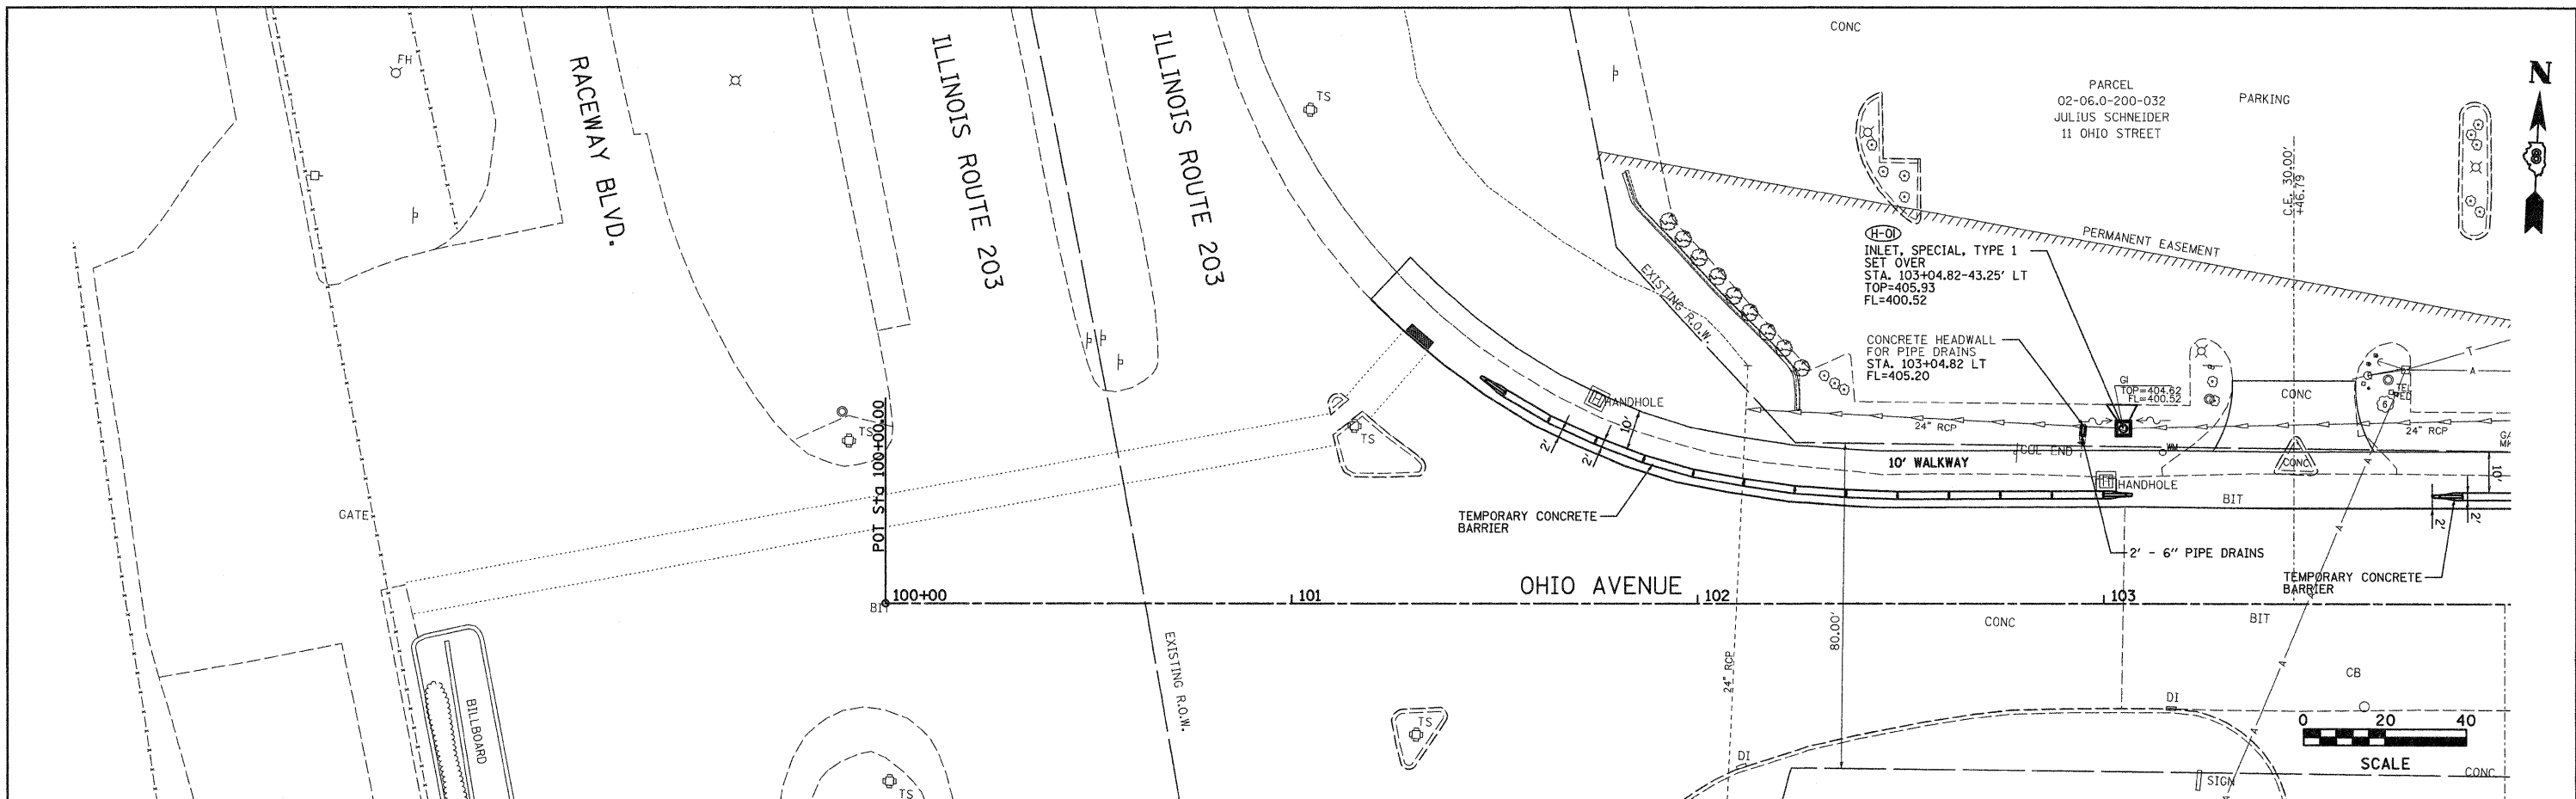 CONC
FH
RACEWAY BLVD.
ILLINOIS ROUTE 203
ILLINOIS ROUTE 203
TS
PARCEL
02-06.0-200-032
JULIUS SCHNEIDER
11 OHIO STREET
PARKING
N
C.E. 30.00'
+46.79
PERMANENT EASEMENT
H-01
INLET, SPECIAL, TYPE 1
SET OVER
STA. 103+04.82-43.25' LT
TOP=405.93
FL=400.52
EXISTING R.O.W.
CONCRETE HEADWALL
FOR PIPE DRAINS
STA. 103+04.82 LT
FL=405.20
GI
TOP=404.62
FL=400.52
CONC
T
A
TEL
PED
6
HANDHOLE
10'
24" RCP
24" RCP
TS
TS
2'
2'
10' WALKWAY
CUL END
WM
CONC
A
10'
HANDHOLE
BIT
2'
2'
POT Sta 100+00.00
GATE
TEMPORARY CONCRETE
BARRIER
A
2' - 6" PIPE DRAINS
TEMPORARY CONCRETE
BARRIER
A
OHIO AVENUE
100+00
101
102
103
BIT
CONC
BIT
80.00'
EXISTING R.O.W.
24" RCP
A
CB
BILLBOARD
DI
TS
A
0 20 40
SCALE
DI
SIGN
CONC
TS